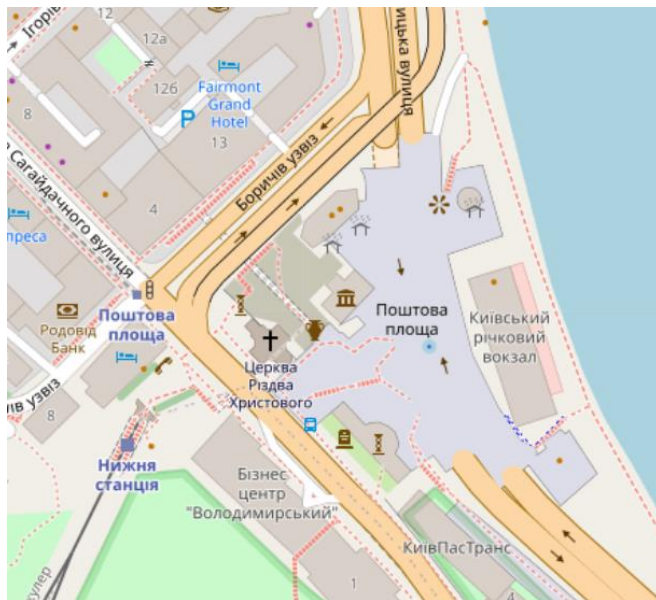 Ігорів
12
12а
12б
Fairmont
Grand
Hotel
P
8
13
ицька вулиця
Боричів узвіз
о Сагайдачного вулиця
4
преса
Поштова
площа
Родовід
Банк
Поштова
площа
Київський
річковий
вокзал
Церква
Різдва
Христового
ів узвіз
8
Нижня
станція
Бізнес
центр
"Володимирський"
КиївПасТранс
кулер
1
4